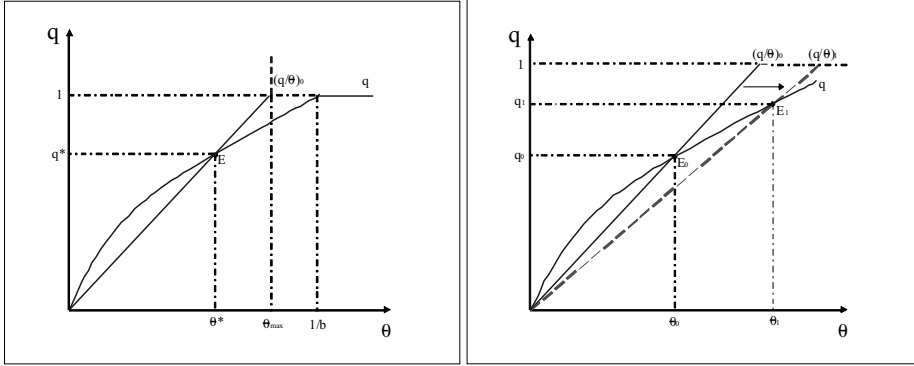 q
(q/θ)₀
1
q
q*
E
θ*
θmax
1/b
θ
q
(q/θ)₀
(q/θ)₁
1
q
q₁
E₁
q₀
E₀
θ₀
θ₁
θ